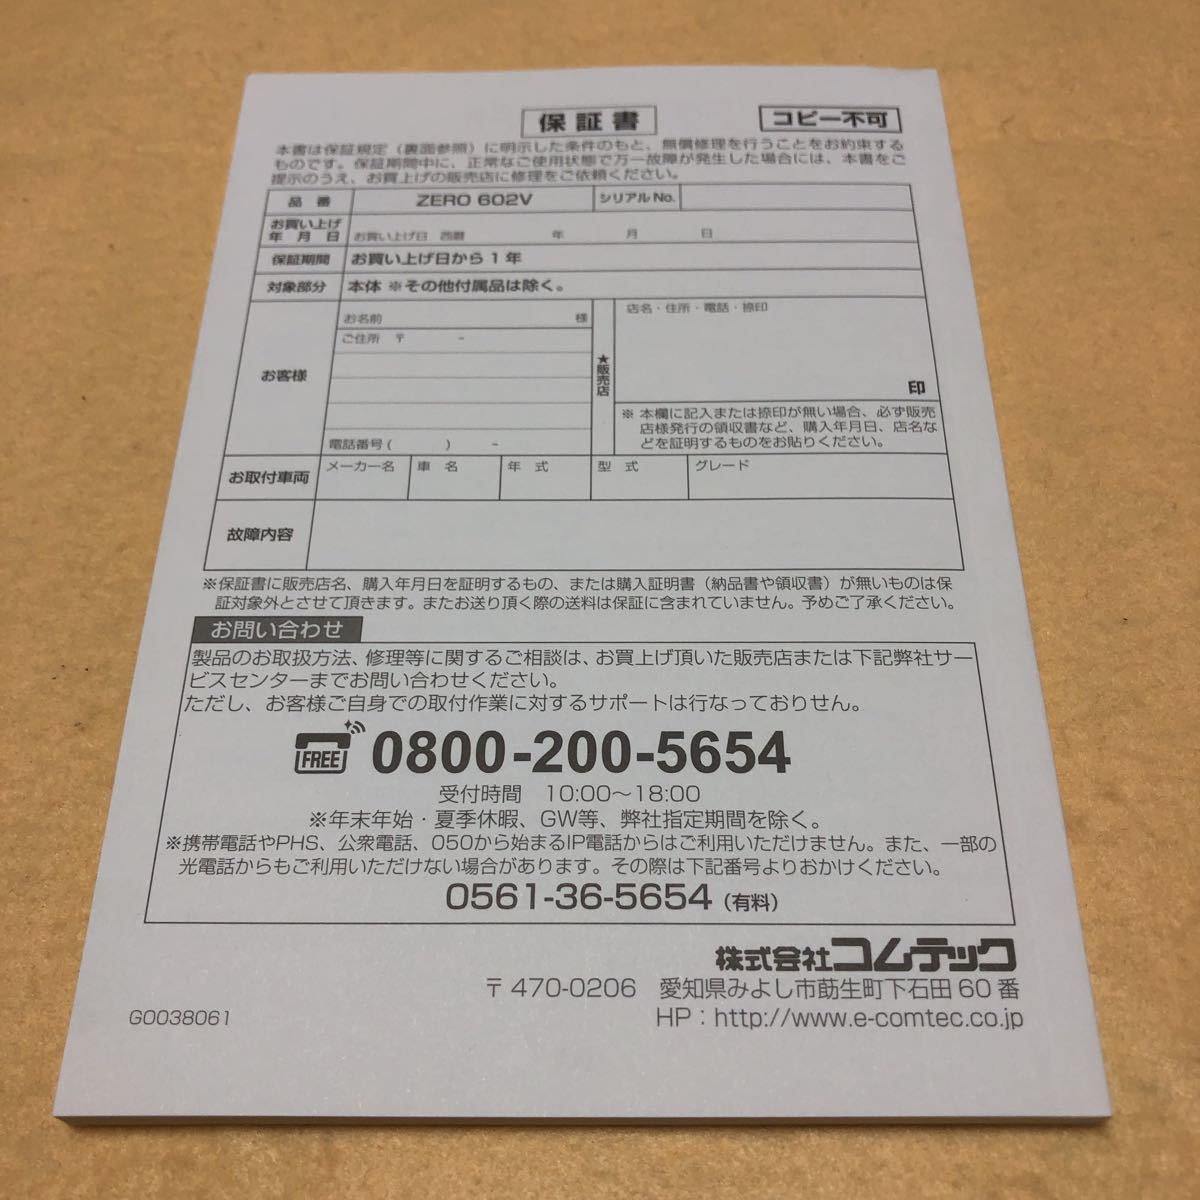 保証書
コピー不可
本書は保証規定（裏面参照）に明示した条件のもと、無償修理を行うことをお約束する
ものです。保証期間中に、正常なご使用状態で万一故障が発生した場合には、本書をご
提示のうえ、お買上げの販売店に修理をご依頼ください。
品 番 ZERO 602V シリアルNo.
お買い上げ
年 月 日 お買い上げ日 西暦 年 月 日
保証期間 お買い上げ日から１年
対象部分 本体 ※その他付属品は除く。
お客様
お名前 様
ご住所 〒 -
電話番号( ) -
★販売店
店名・住所・電話・捺印
印
※ 本欄に記入または捺印が無い場合、必ず販売
店様発行の領収書など、購入年月日、店名な
どを証明するものをお貼りください。
お取付車両 メーカー名 車 名 年 式 型 式 グレード
故障内容
※保証書に販売店名、購入年月日を証明するもの、または購入証明書（納品書や領収書）が無いものは保
証対象外とさせて頂きます。またお送り頂く際の送料は保証に含まれていません。予めご了承ください。
お問い合わせ
製品のお取扱方法、修理等に関するご相談は、お買上げ頂いた販売店または下記弊社サー
ビスセンターまでお問い合わせください。
ただし、お客様ご自身での取付作業に対するサポートは行なっておりません。
FREE 0800-200-5654
受付時間 10:00～18:00
※年末年始・夏季休暇、GW等、弊社指定期間を除く。
※携帯電話やPHS、公衆電話、050から始まるIP電話からはご利用いただけません。また、一部の
光電話からもご利用いただけない場合があります。その際は下記番号よりおかけください。
0561-36-5654（有料）
株式会社コムテック
〒470-0206 愛知県みよし市莇生町下石田60番
G0038061
HP：http://www.e-comtec.co.jp